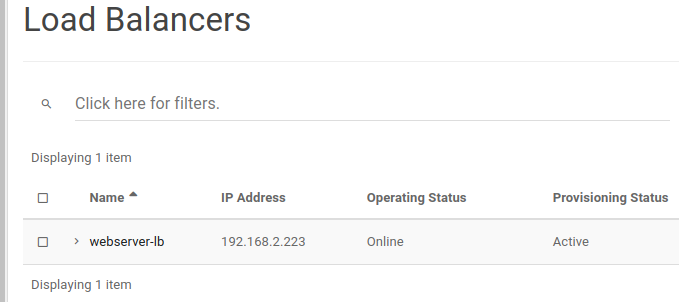 Load Balancers
Click here for filters.
Displaying 1 item
Name IP Address Operating Status Provisioning Status
webserver-lb 192.168.2.223 Online Active
Displaying 1 item